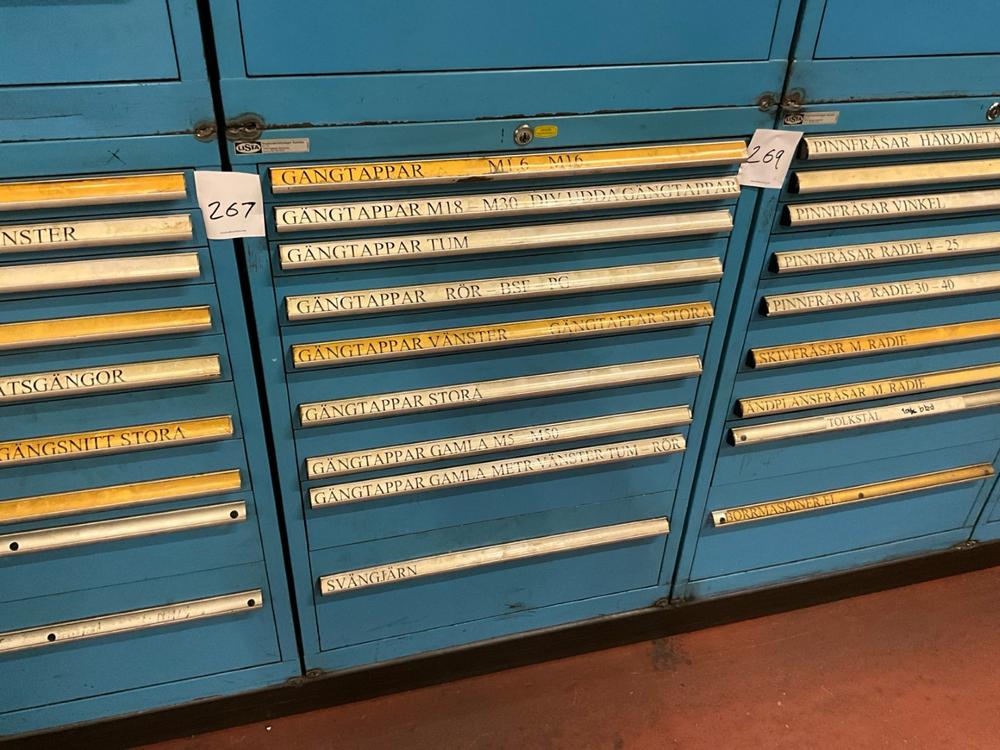 NSTER
ATSGÄNGOR
GÄNGSNITT STORA
267
LISTA
GÄNGTAPPAR M1,6 – M16
GÄNGTAPPAR M18 – M30 DIV UDDA GÄNGTAPPAR
GÄNGTAPPAR TUM
GÄNGTAPPAR RÖR – BSF – PG
GÄNGTAPPAR VÄNSTER GÄNGTAPPAR STORA
GÄNGTAPPAR STORA
GÄNGTAPPAR GAMLA M5 – M50
GÄNGTAPPAR GAMLA METR VÄNSTER TUM – RÖR
SVÄNGJÄRN
269
LISTA
PINNFRÄSAR HÅRDMETA
PINNFRÄSAR VINKEL
PINNFRÄSAR RADIE 4 – 25
PINNFRÄSAR RADIE 30 – 40
SKIVFRÄSAR M. RADIE
ÄNDPLANSFRÄSAR M. RADIE
TOLKSTÅL
BORRMASKINER EL